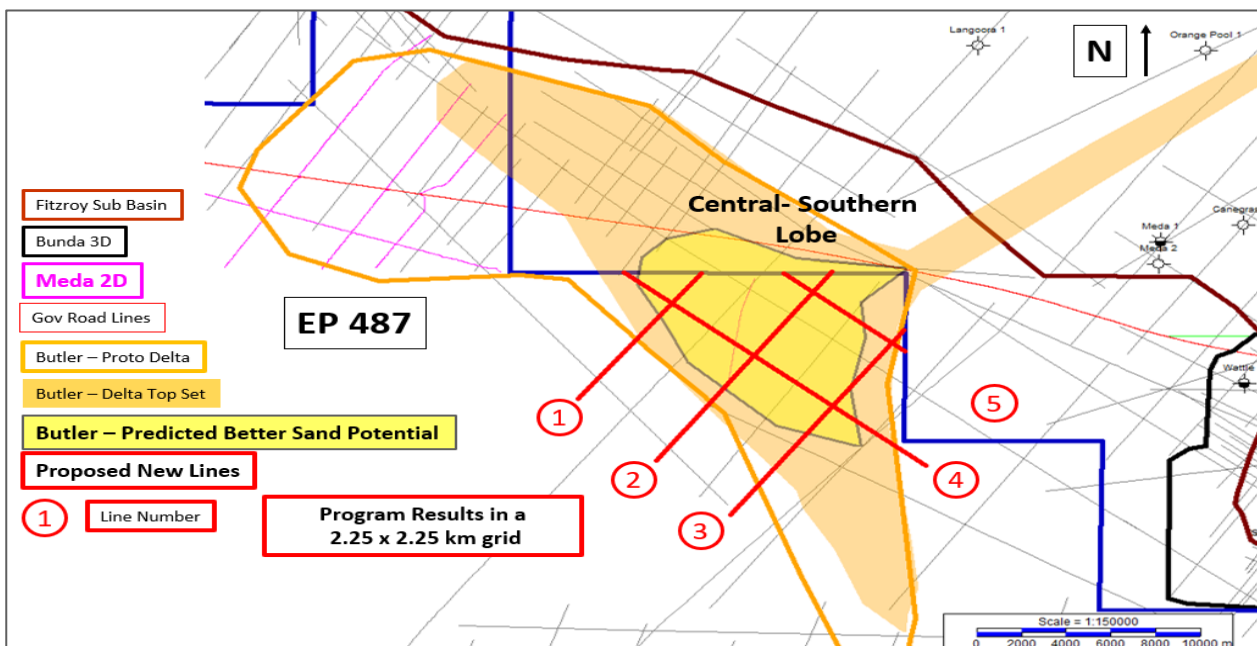 Langoora 1
Orange Pool 1
N
Central- Southern
Lobe
Meda 1
Meda 2
Fitzroy Sub Basin
Bunda 3D
Meda 2D
Gov Road Lines
EP 487
Butler – Proto Delta
Butler – Delta Top Set
Butler – Predicted Better Sand Potential
Proposed New Lines
1
Line Number
Program Results in a
2.25 x 2.25 km grid
1
2
3
4
5
Scale = 1:150000
0 2000 4000 6000 8000 10000 m